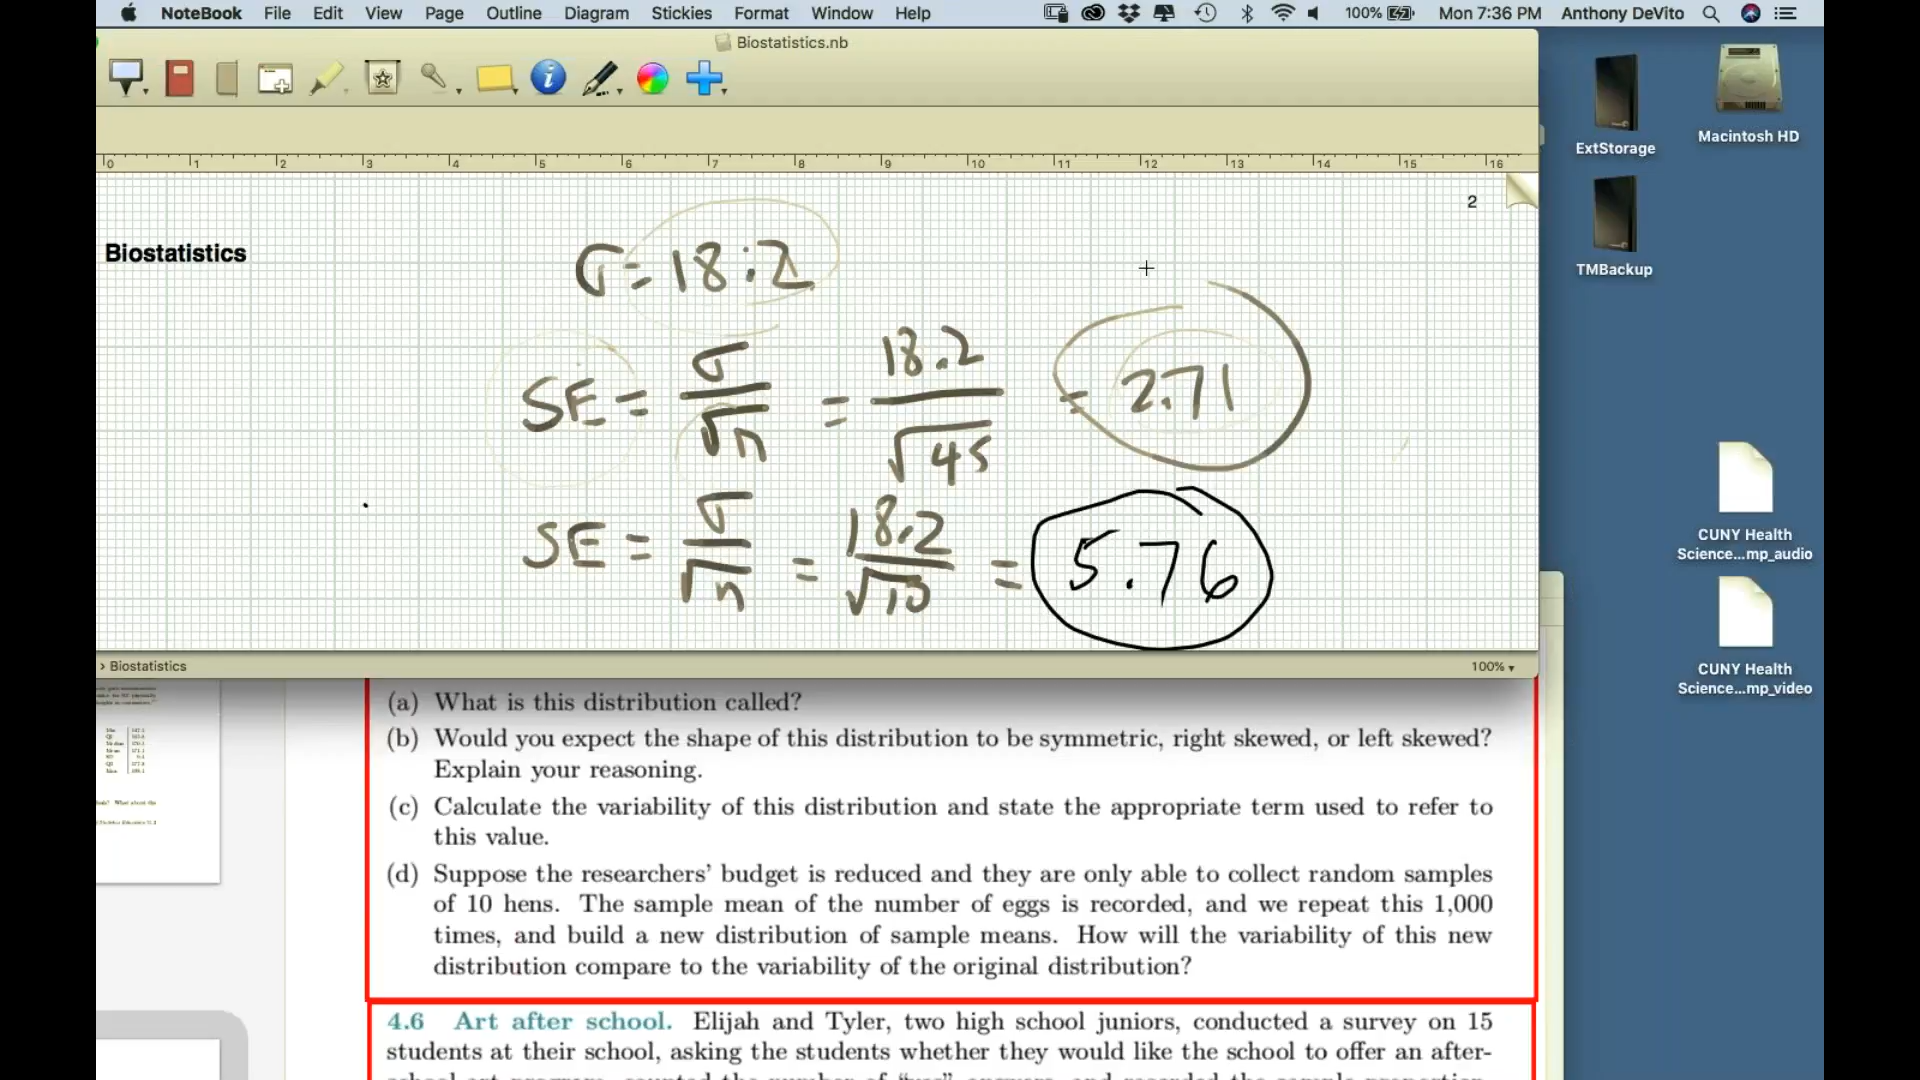 NoteBook File Edit View Page Outline Diagram Stickies Format Window Help 100% Mon 7:36 PM Anthony DeVito
Biostatistics.nb
0 1 2 3 4 5 6 7 8 9 10 11 12 13 14 15 16
2
Biostatistics
σ = 18.2
SE = σ/√n = 18.2/√45 = 2.71
SE = σ/√n = 18.2/√10 = 5.76
› Biostatistics
100%
(a) What is this distribution called?
(b) Would you expect the shape of this distribution to be symmetric, right skewed, or left skewed?
Explain your reasoning.
(c) Calculate the variability of this distribution and state the appropriate term used to refer to
this value.
(d) Suppose the researchers' budget is reduced and they are only able to collect random samples
of 10 hens. The sample mean of the number of eggs is recorded, and we repeat this 1,000
times, and build a new distribution of sample means. How will the variability of this new
distribution compare to the variability of the original distribution?
4.6 Art after school. Elijah and Tyler, two high school juniors, conducted a survey on 15
students at their school, asking the students whether they would like the school to offer an after-
ExtStorage
Macintosh HD
TMBackup
CUNY Health
Science...mp_audio
CUNY Health
Science...mp_video